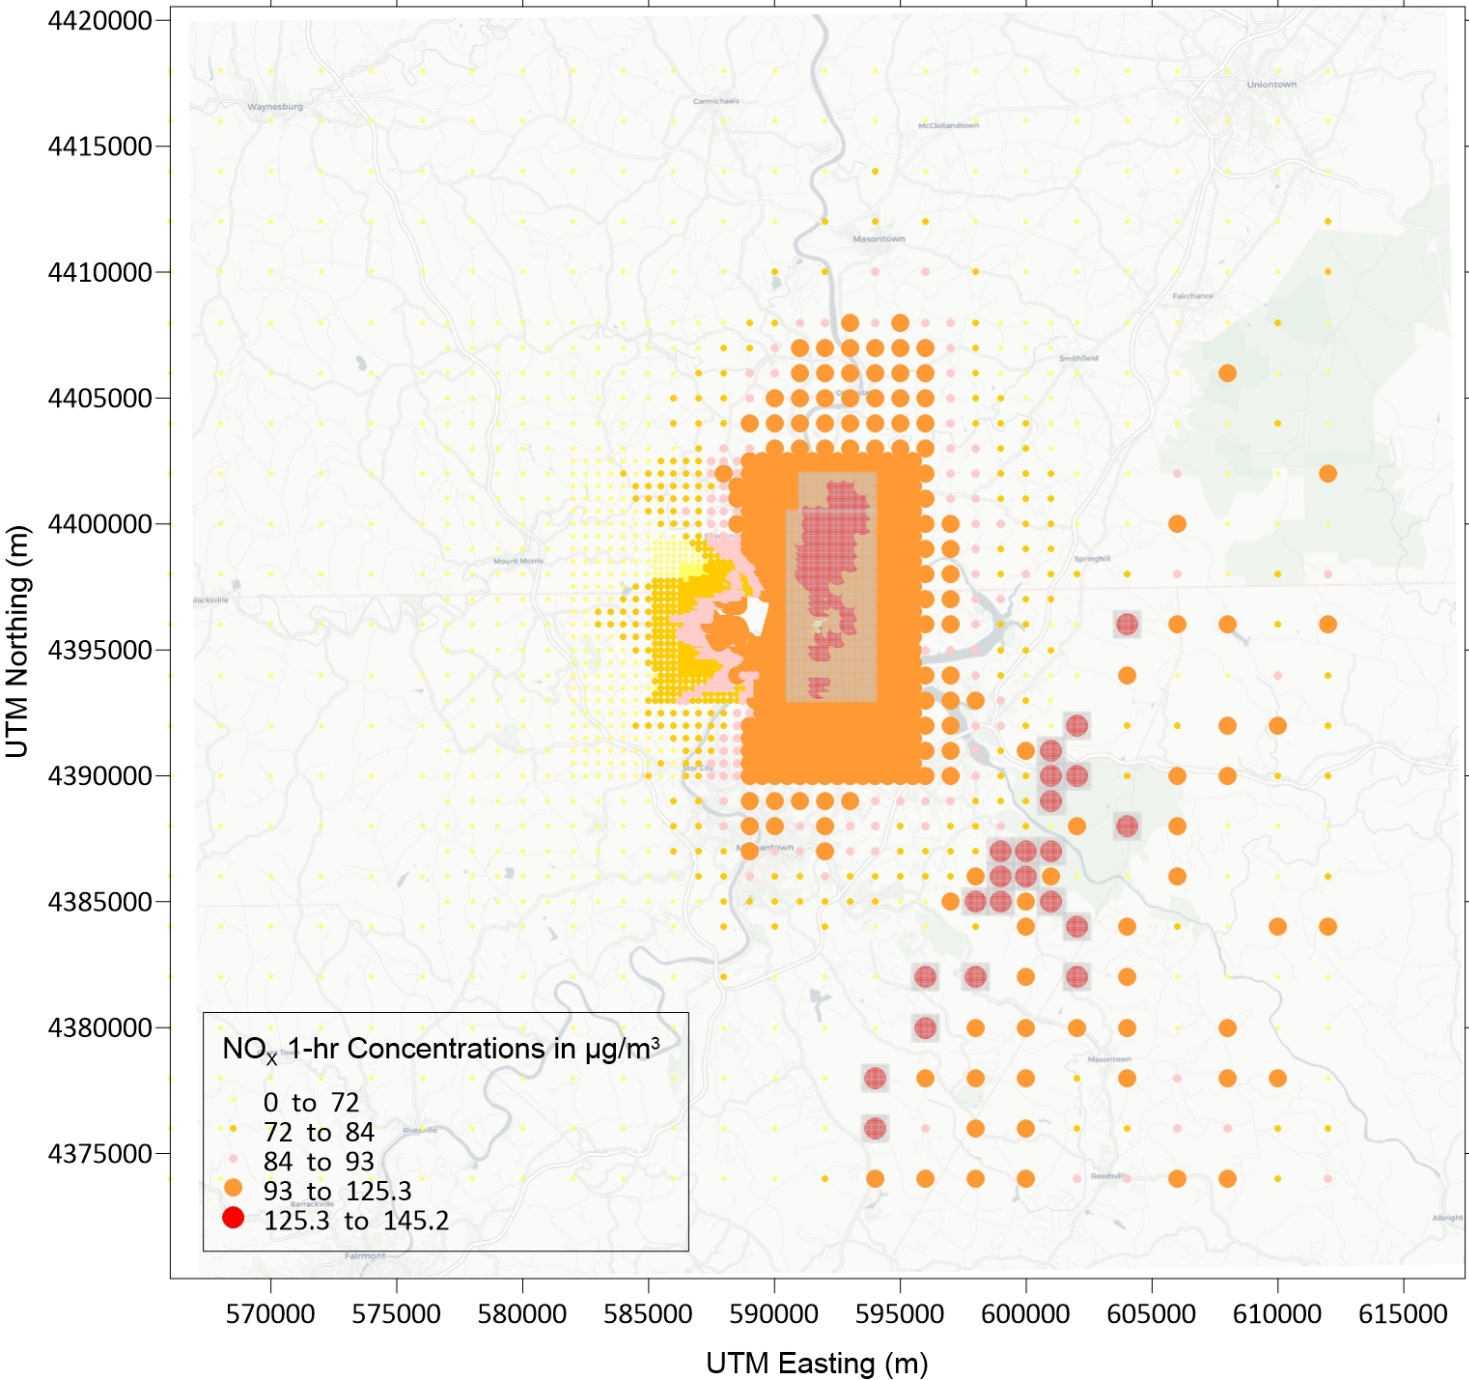 4420000
Uniontown
Waynesburg
Carmichaels
McClellandtown
4415000
Masontown
4410000
Fairchance
Smithfield
4405000
4400000
Mount Morris
Springhill
4395000
4390000
4385000
4380000
NOX 1-hr Concentrations in µg/m³
Masontown
0 to 72
72 to 84
Rivesville
84 to 93
4375000
Reedsville
93 to 125.3
Barrackville
125.3 to 145.2
Albright
Fairmont
570000 575000 580000 585000 590000 595000 600000 605000 610000 615000
UTM Easting (m)
UTM Northing (m)